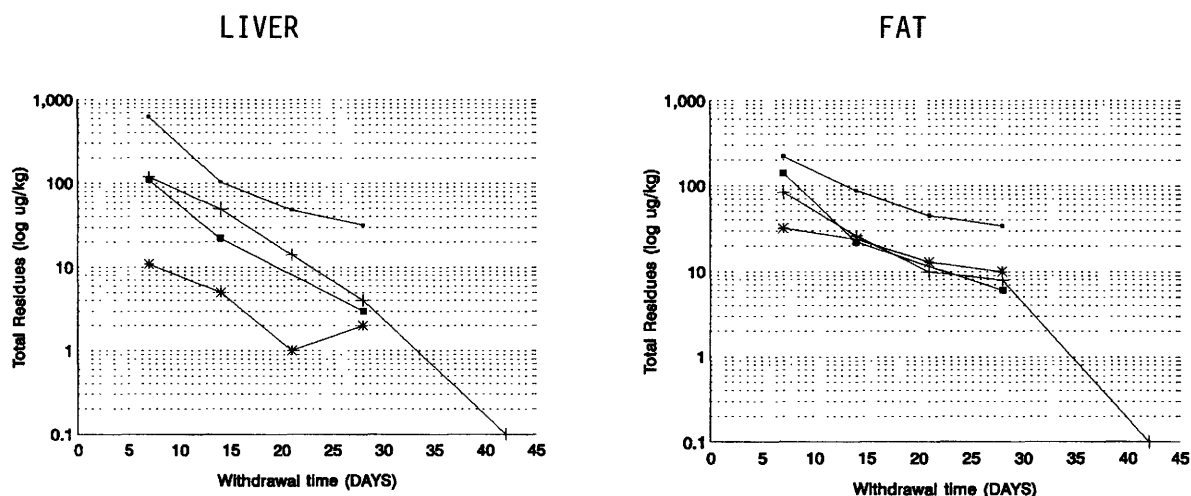 LIVER
1,000
100
10
1
0.1
Total Residues (log ug/kg)
0 5 10 15 20 25 30 35 40 45
Withdrawal time (DAYS)
FAT
1,000
100
10
1
0.1
Total Residues (log ug/kg)
0 5 10 15 20 25 30 35 40 45
Withdrawal time (DAYS)